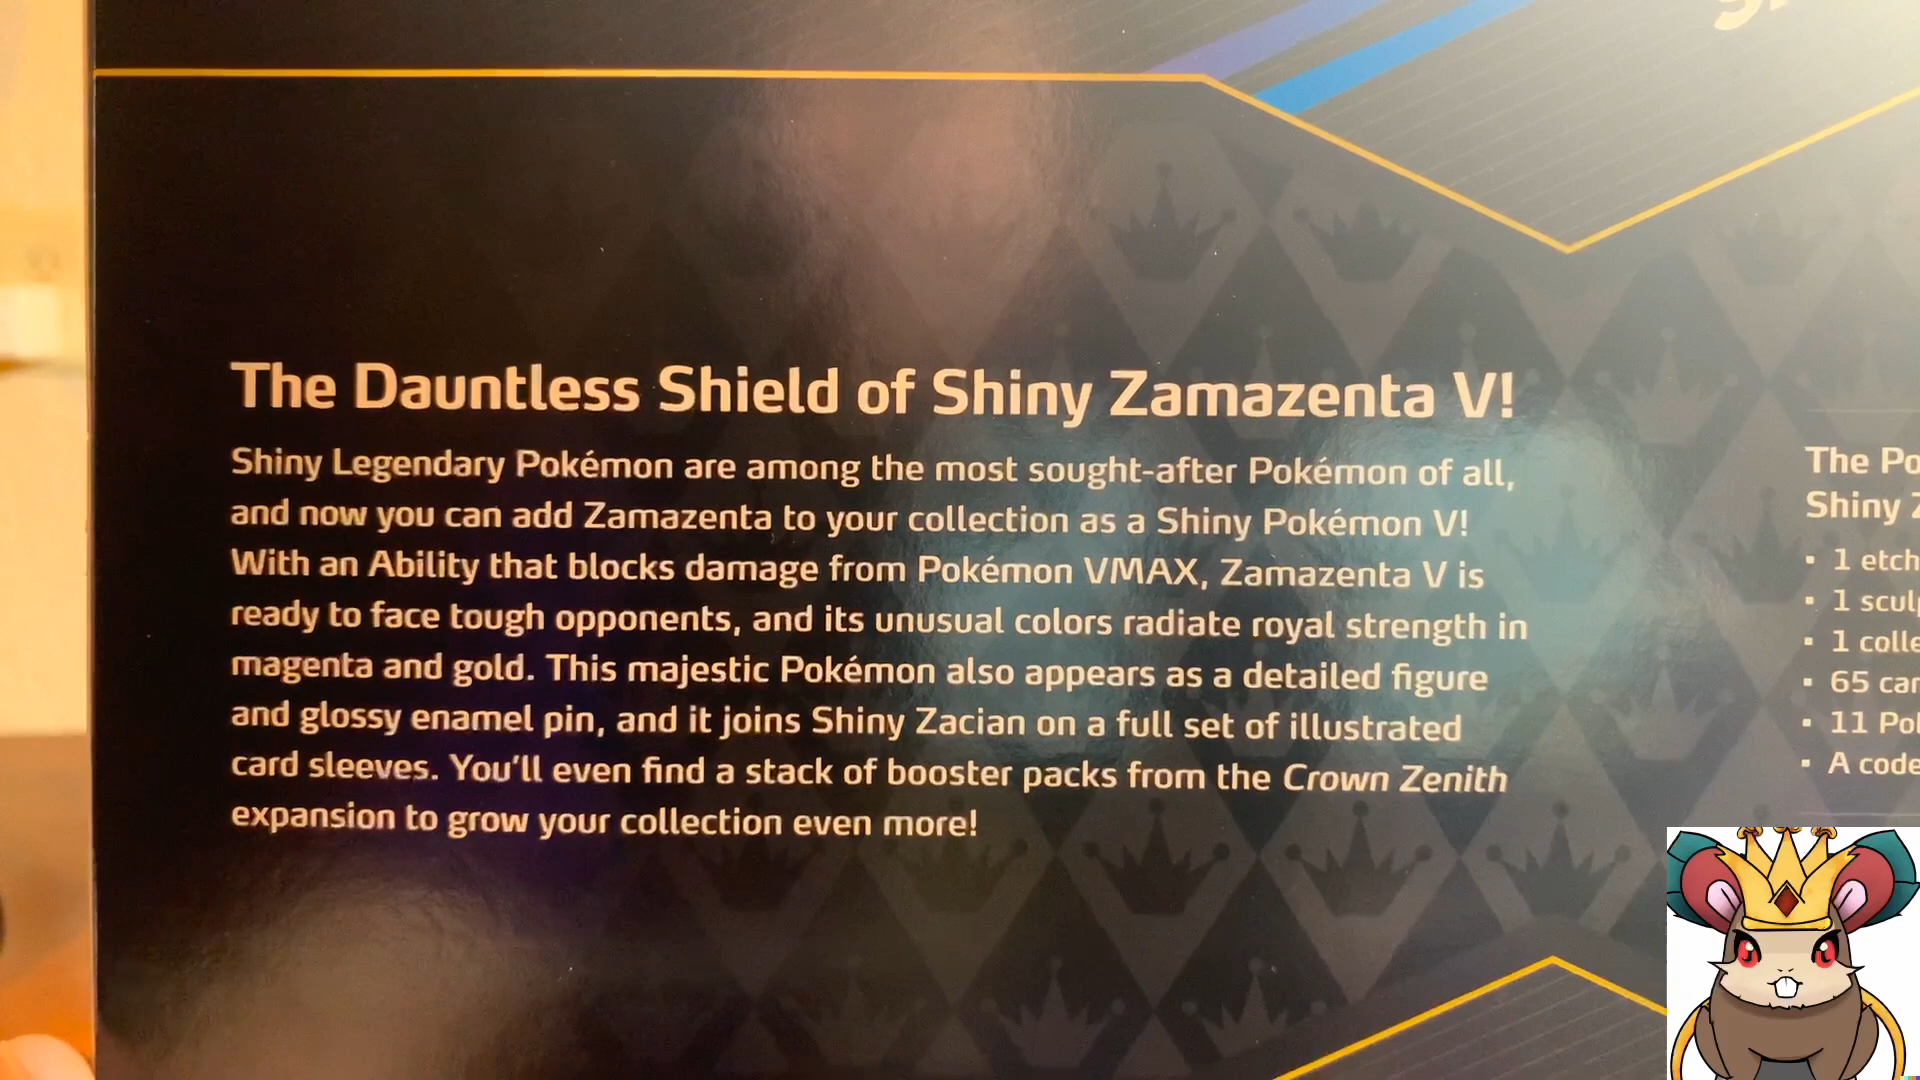 The Dauntless Shield of Shiny Zamazenta V!
Shiny Legendary Pokémon are among the most sought-after Pokémon of all,
and now you can add Zamazenta to your collection as a Shiny Pokémon V!
With an Ability that blocks damage from Pokémon VMAX, Zamazenta V is
ready to face tough opponents, and its unusual colors radiate royal strength in
magenta and gold. This majestic Pokémon also appears as a detailed figure
and glossy enamel pin, and it joins Shiny Zacian on a full set of illustrated
card sleeves. You'll even find a stack of booster packs from the Crown Zenith
expansion to grow your collection even more!
The
Shiny
1
1
1
65
11
A code